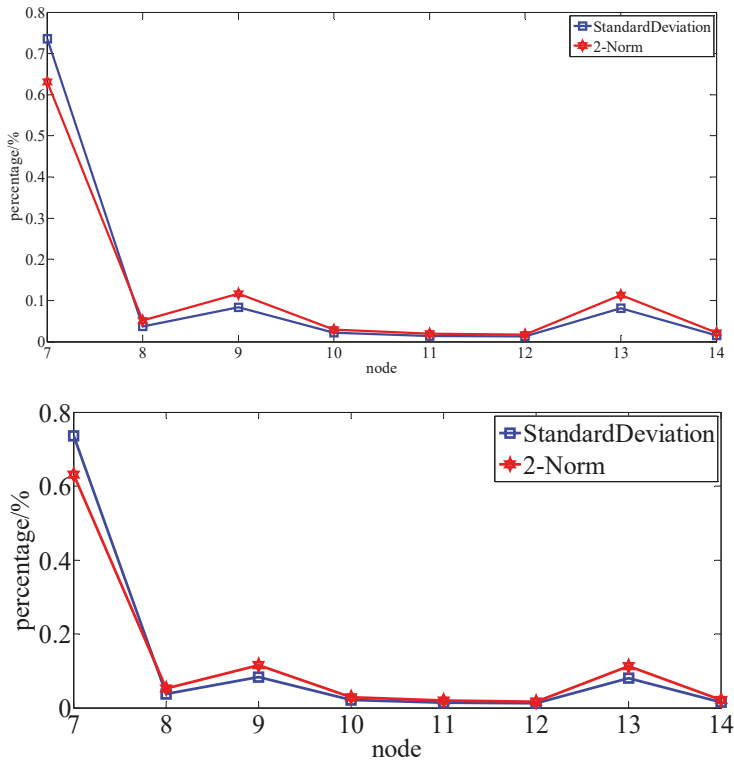 0.8
StandardDeviation
2-Norm
0.7
0.6
0.5
percentage/%
0.4
0.3
0.2
0.1
0
7 8 9 10 11 12 13 14
node
0.8
StandardDeviation
2-Norm
0.6
percentage/%
0.4
0.2
0
7 8 9 10 11 12 13 14
node